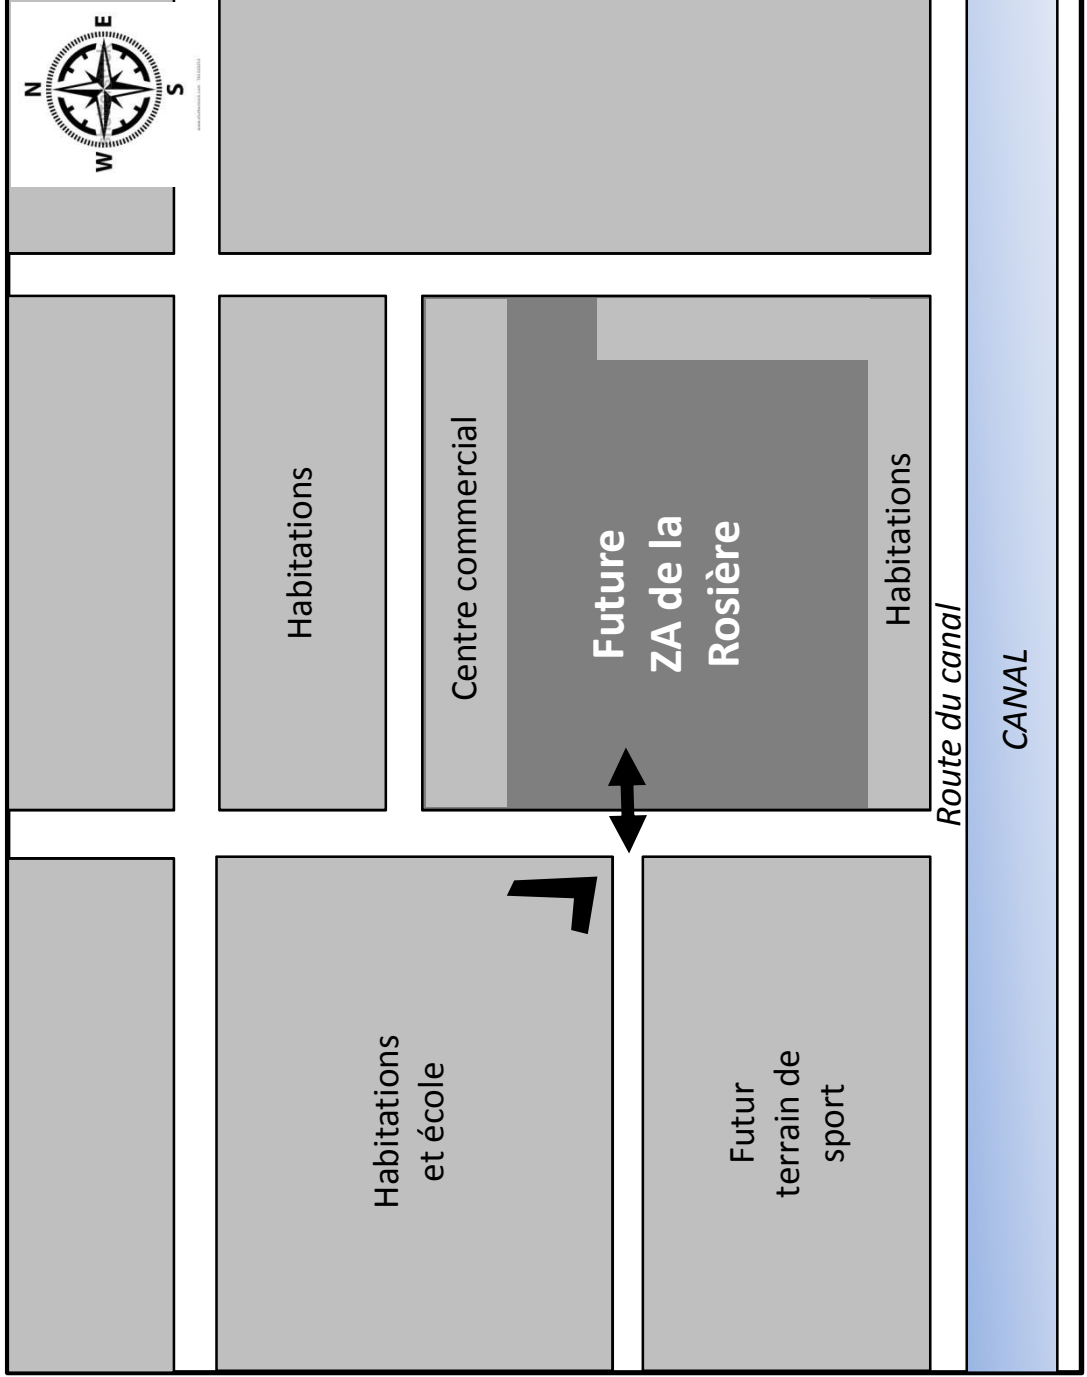 N
W E
S
Habitations
Habitations
et école
Centre commercial
Future
ZA de la
Rosière
Futur
terrain de
sport
Habitations
Route du canal
CANAL